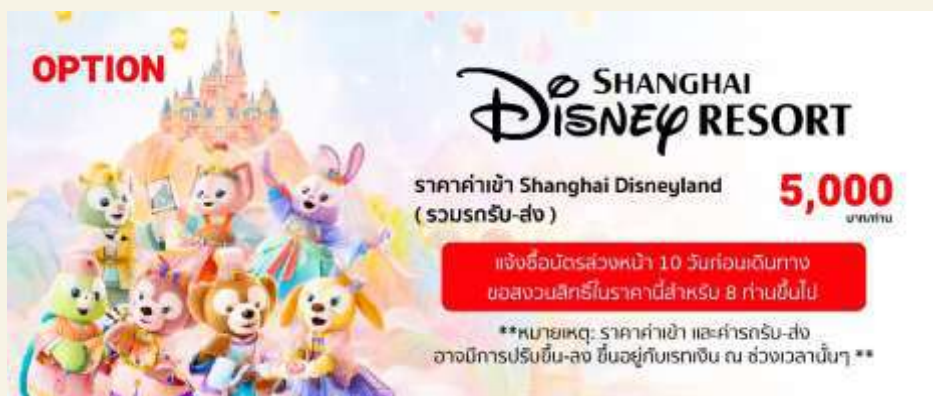 OPTION
SHANGHAI
DISNEY RESORT
ราคาค่าเข้า Shanghai Disneyland
( รวมรถรับ-ส่ง )
5,000
บาท/ท่าน
แจ้งซื้อบัตรล่วงหน้า 10 วันก่อนเดินทาง
ขอสงวนสิทธิ์ในราคานี้สำหรับ 8 ท่านขึ้นไป
**หมายเหตุ: ราคาค่าเข้า และค่ารถรับ-ส่ง
อาจมีการปรับขึ้น-ลง ขึ้นอยู่กับเรทเงิน ณ ช่วงเวลานั้นๆ **